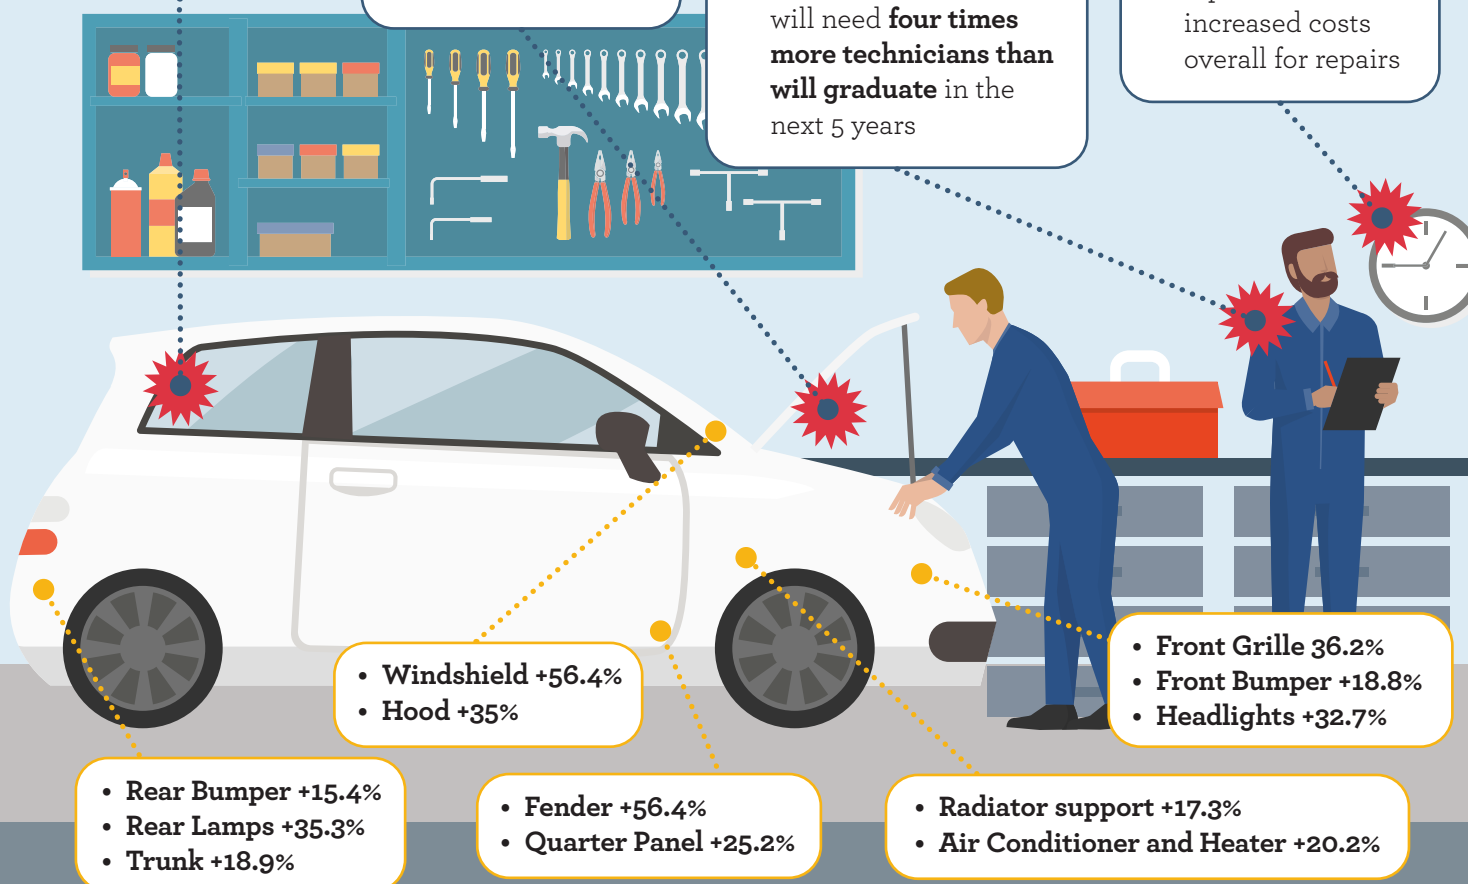 will need four times
more technicians than
will graduate in the
next 5 years
increased costs
overall for repairs
• Windshield +56.4%
• Hood +35%
• Front Grille 36.2%
• Front Bumper +18.8%
• Headlights +32.7%
• Rear Bumper +15.4%
• Rear Lamps +35.3%
• Trunk +18.9%
• Fender +56.4%
• Quarter Panel +25.2%
• Radiator support +17.3%
• Air Conditioner and Heater +20.2%